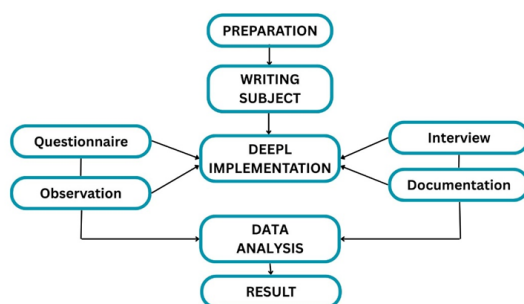 PREPARATION
WRITING
SUBJECT
Questionnaire
DEEPL
IMPLEMENTATION
Interview
Observation
Documentation
DATA
ANALYSIS
RESULT